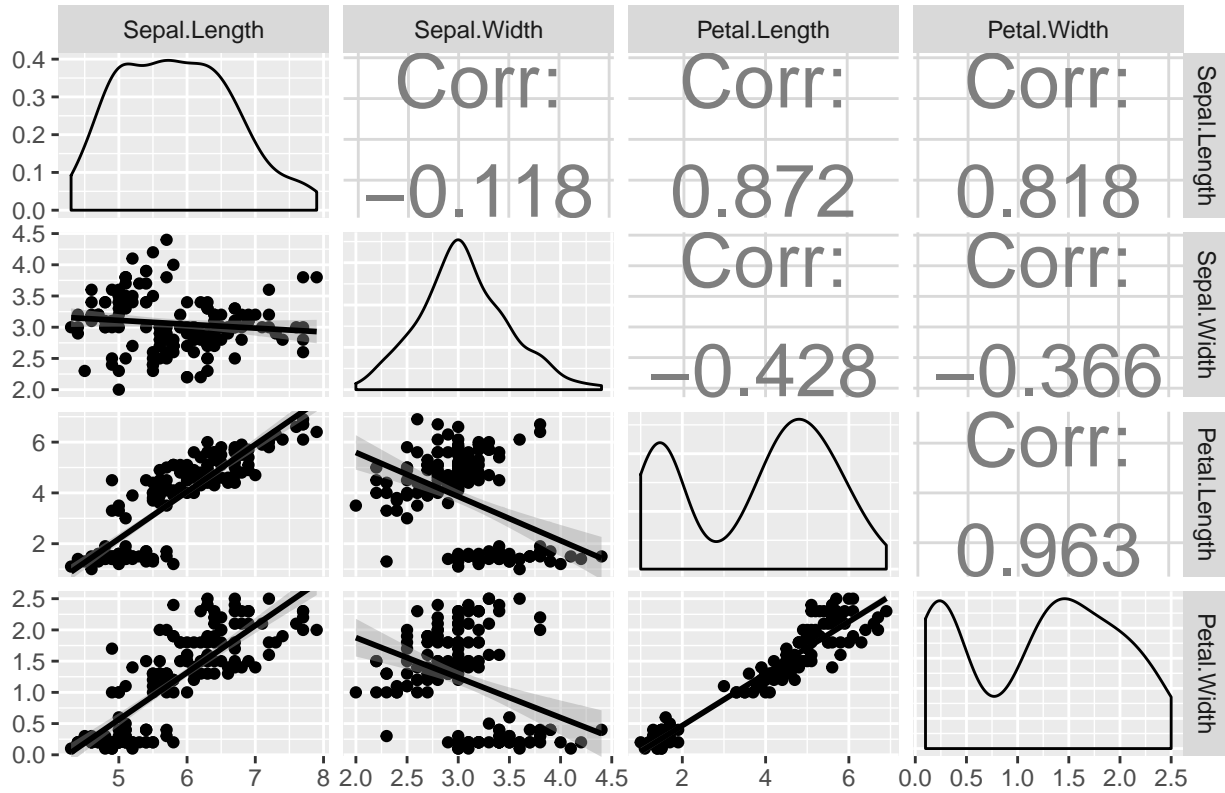 Sepal.Length
Sepal.Width
Petal.Length
Petal.Width
0.4
0.3
0.2
0.1
0.0
Corr:
−0.118
Corr:
0.872
Corr:
0.818
Sepal.Length
4.5
4.0
3.5
3.0
2.5
2.0
Corr:
−0.428
Corr:
−0.366
Sepal.Width
6
4
2
Corr:
0.963
Petal.Length
2.5
2.0
1.5
1.0
0.5
0.0
Petal.Width
5 6 7 8
2.0 2.5 3.0 3.5 4.0 4.5
2 4 6
0.0 0.5 1.0 1.5 2.0 2.5